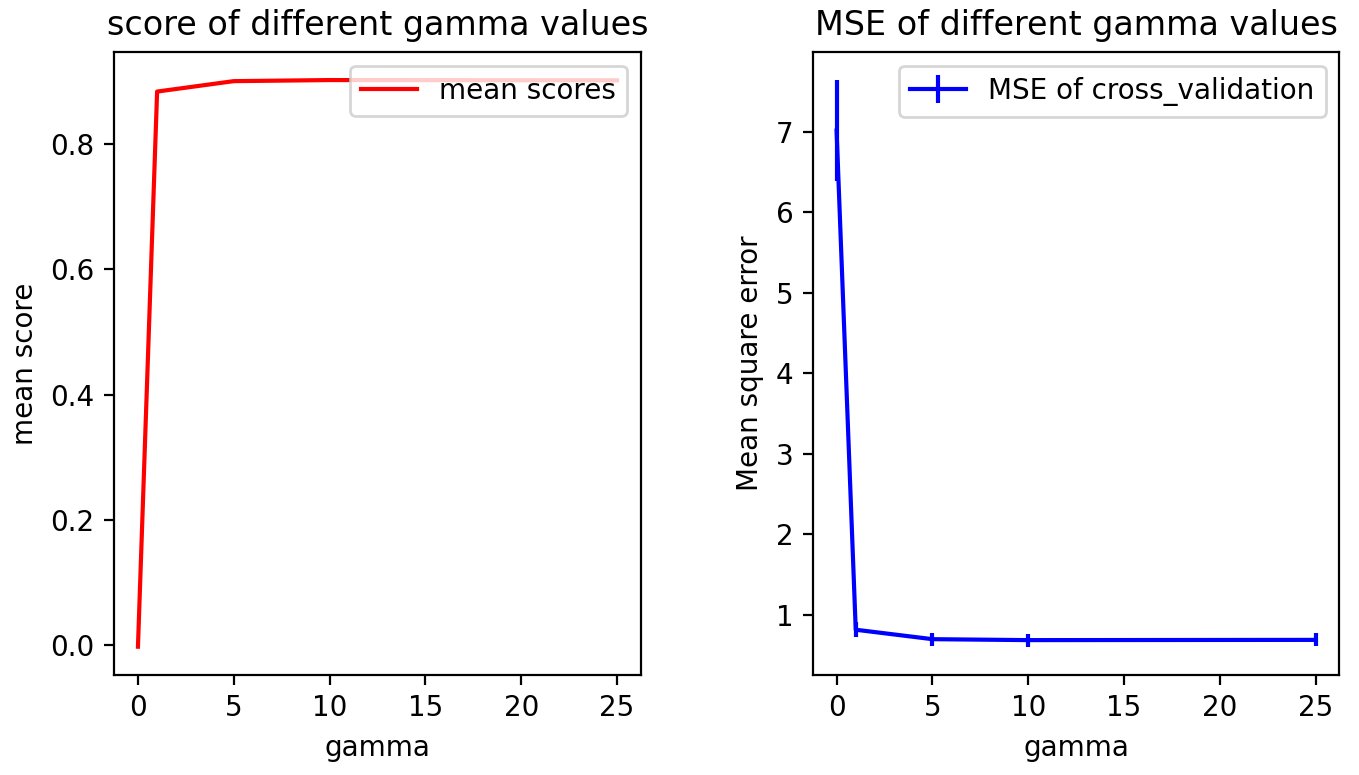 score of different gamma values
mean scores
0.8
0.6
0.4
0.2
0.0
mean score
0 5 10 15 20 25
gamma
MSE of different gamma values
MSE of cross_validation
7
6
5
4
3
2
1
Mean square error
0 5 10 15 20 25
gamma